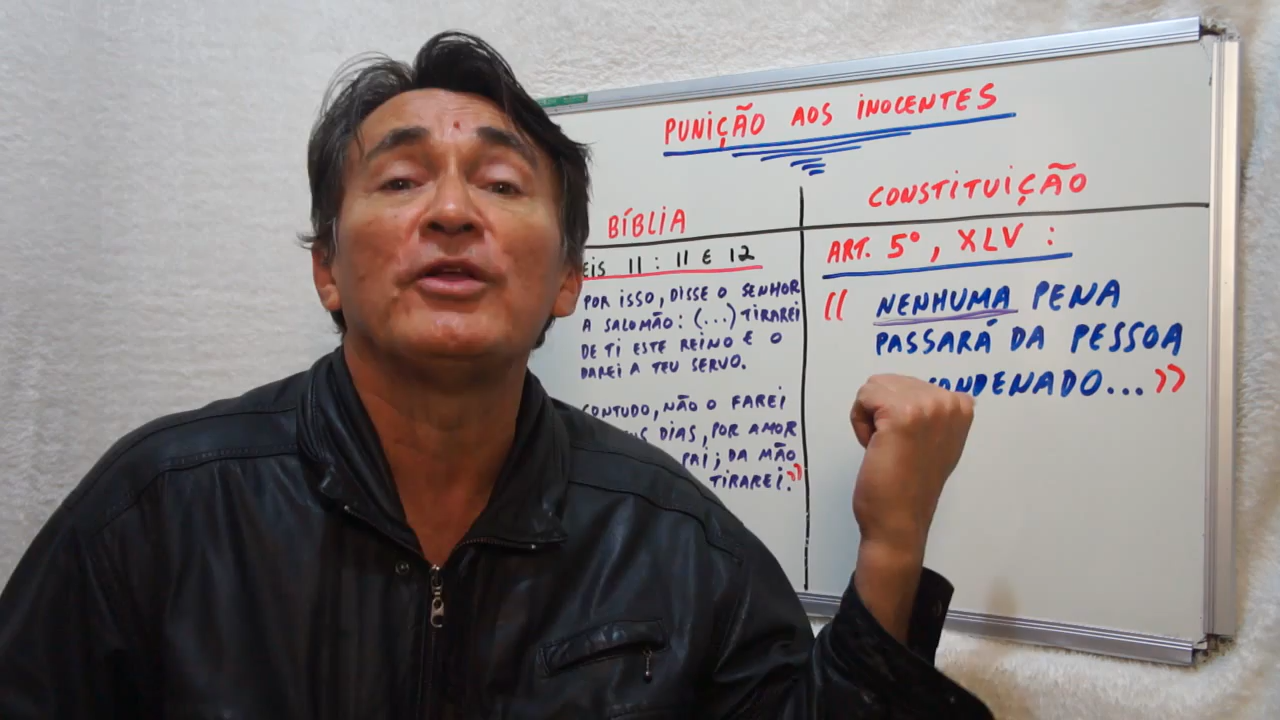 PUNIÇÃO AOS INOCENTES
BÍBLIA
EIS 11 : 11 E 12
POR ISSO, DISSE O SENHOR
A SALOMÃO: (...) TIRAREI
DE TI ESTE REINO E O
DAREI A TEU SERVO.
CONTUDO, NÃO O FAREI
DIAS, POR AMOR
PAI; DA MÃO
TIRAREI.”
CONSTITUIÇÃO
ART. 5º, XLV :
“ NENHUMA PENA
PASSARÁ DA PESSOA
CONDENADO...”